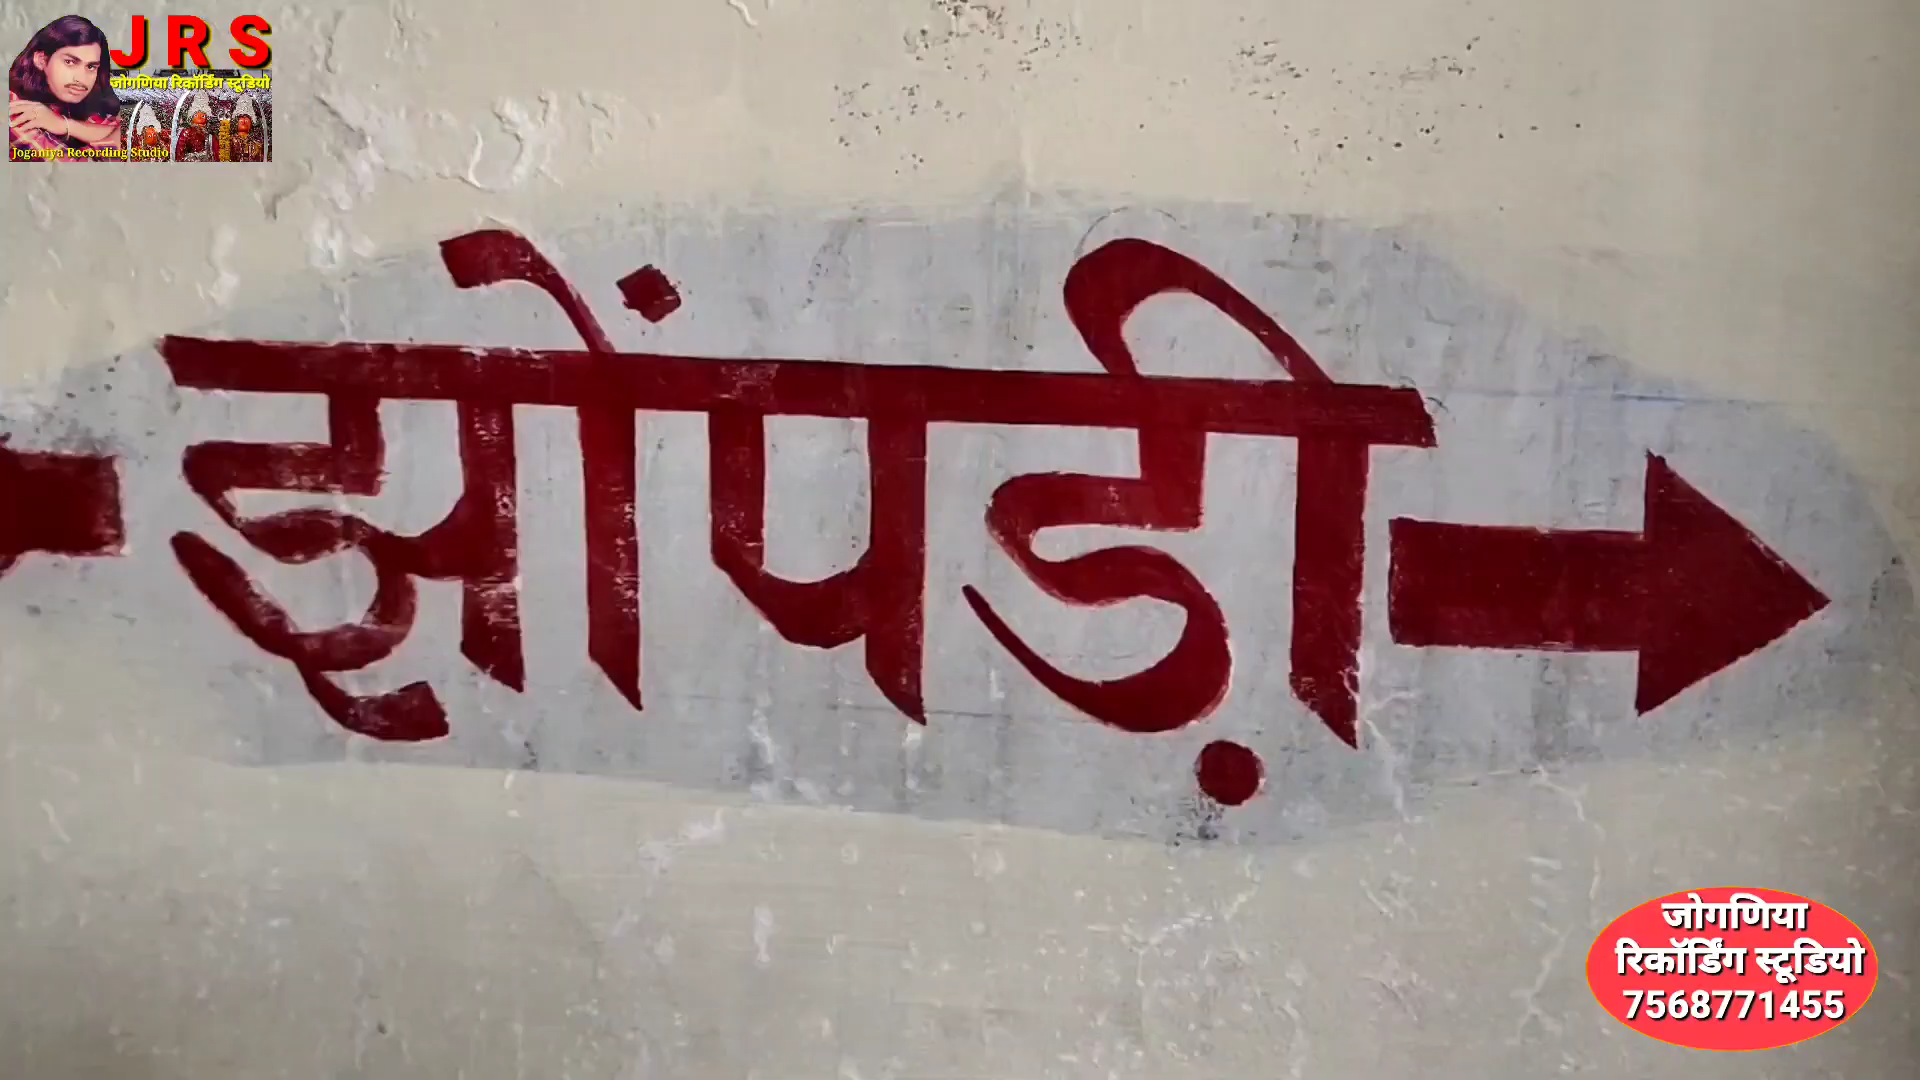 J R S
जोगणिया रिकॉर्डिंग स्टूडियो
Joganiya Recording Studio
झोंपड़ी
जोगणिया
रिकॉर्डिंग स्टूडियो
7568771455